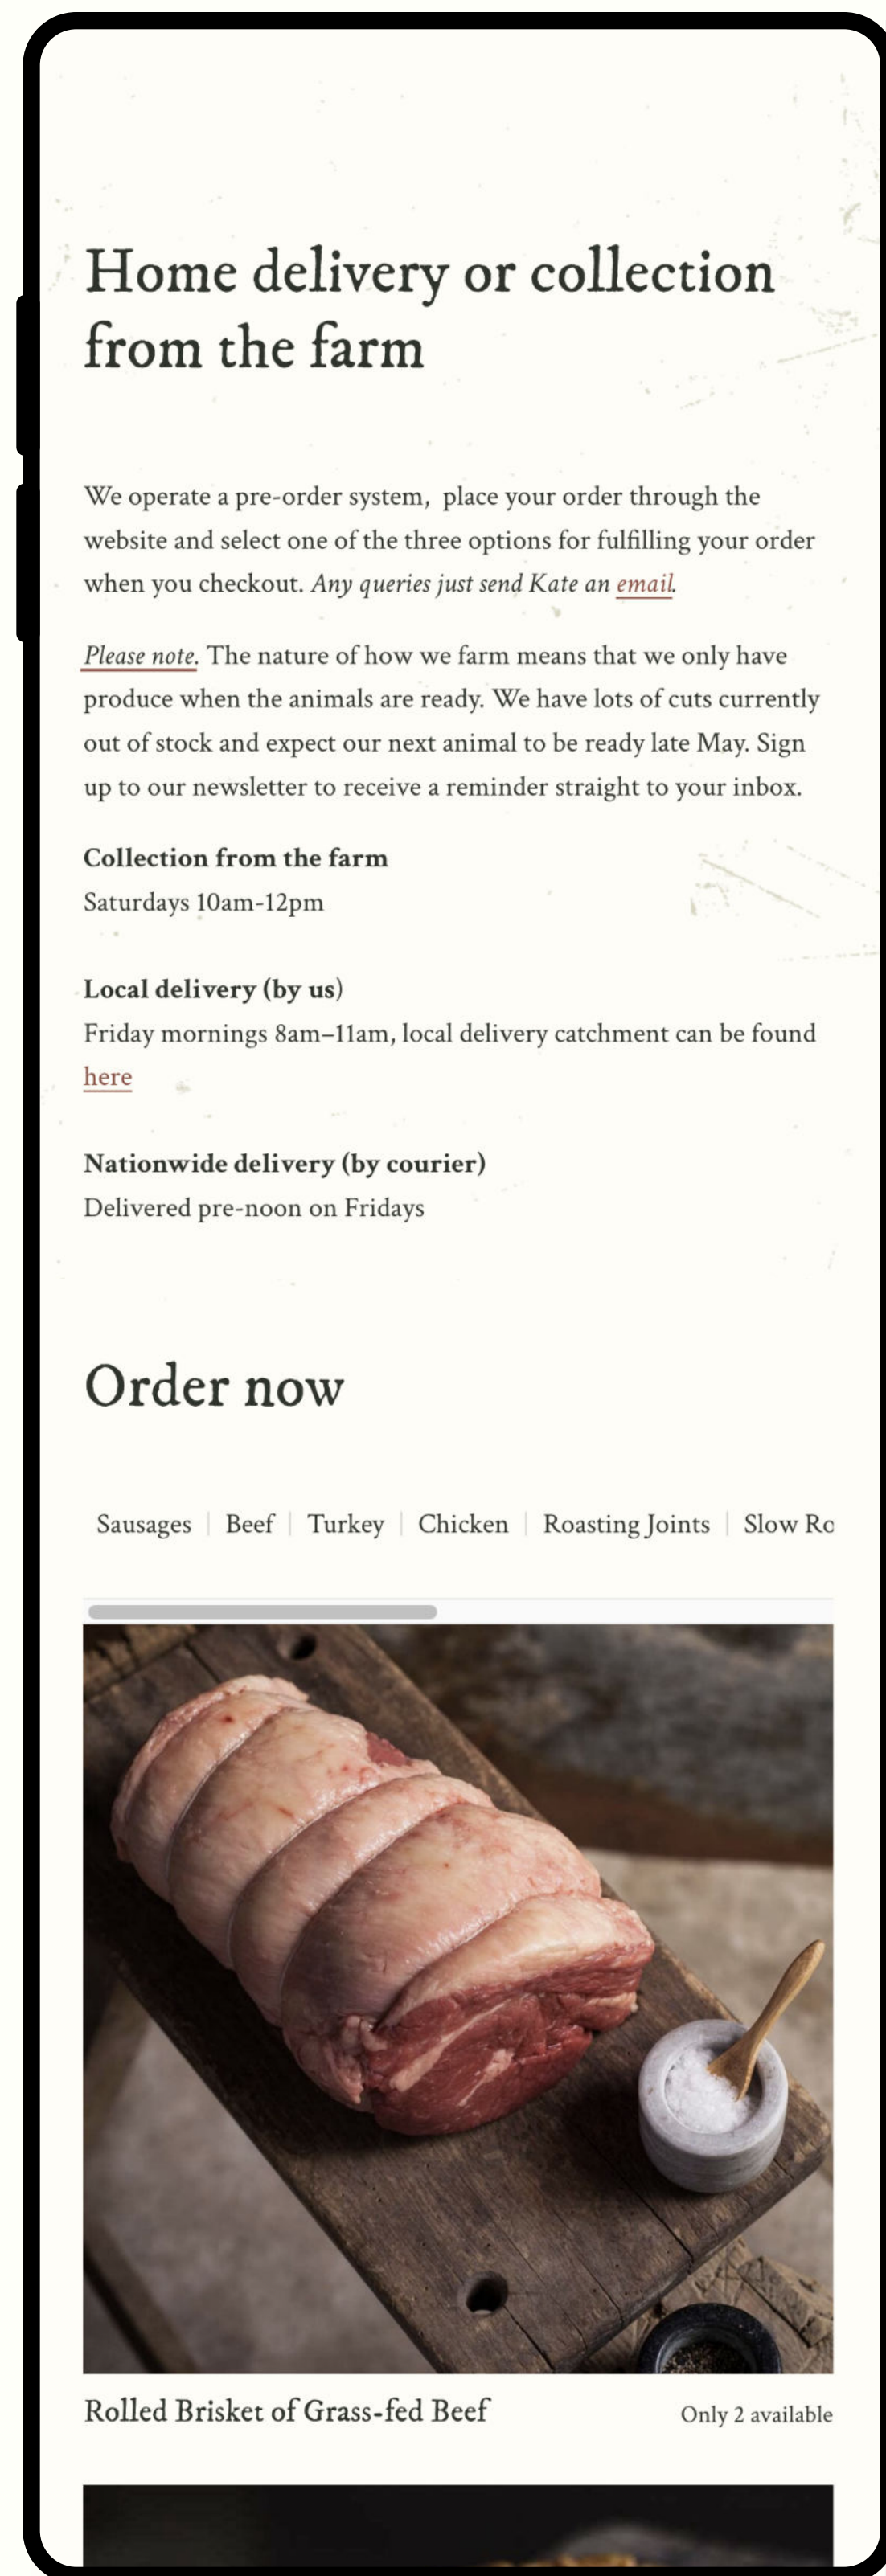 Home delivery or collection
from the farm
We operate a pre-order system,  place your order through the
website and select one of the three options for fulfilling your order
when you checkout. Any queries just send Kate an email.
Please note. The nature of how we farm means that we only have
produce when the animals are ready. We have lots of cuts currently
out of stock and expect our next animal to be ready late May. Sign
up to our newsletter to receive a reminder straight to your inbox.
Collection from the farm
Saturdays 10am-12pm
Local delivery (by us)
Friday mornings 8am–11am, local delivery catchment can be found
here
Nationwide delivery (by courier)
Delivered pre-noon on Fridays
Order now
Sausages | Beef | Turkey | Chicken | Roasting Joints | Slow Ro
Rolled Brisket of Grass-fed Beef Only 2 available